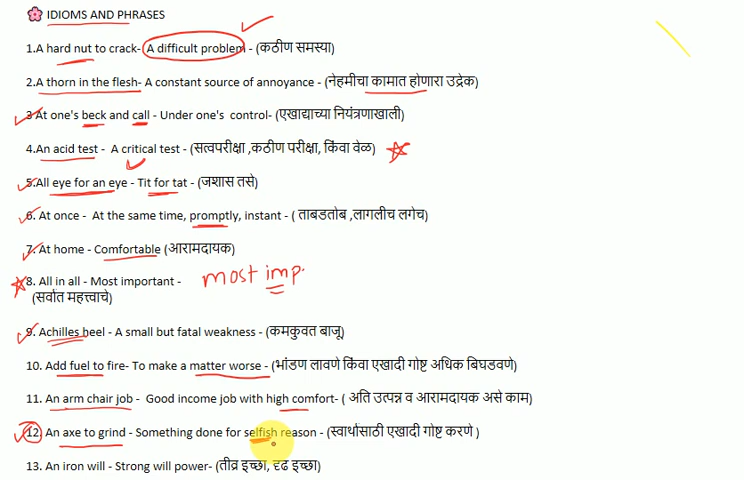 IDIOMS AND PHRASES
1.A hard nut to crack- A difficult problem - (कठीण समस्या)
2.A thorn in the flesh- A constant source of annoyance - (नेहमीचा कामात होणारा उद्रेक)
3 At one's beck and call - Under one's control- (एखाद्याच्या नियंत्रणाखाली)
4.An acid test - A critical test - (सत्वपरीक्षा ,कठीण परीक्षा, किंवा वेळ)
5.All eye for an eye - Tit for tat - (जशास तसे)
6. At once - At the same time, promptly, instant - ( ताबडतोब ,लागलीच लगेच)
7. At home - Comfortable (आरामदायक)
8. All in all - Most important - most imp.
(सर्वात महत्त्वाचे)
9. Achilles heel - A small but fatal weakness - (कमकुवत बाजू)
10. Add fuel to fire- To make a matter worse - (भांडण लावणे किंवा एखादी गोष्ट अधिक बिघडवणे)
11. An arm chair job - Good income job with high comfort- ( अति उत्पन्न व आरामदायक असे काम)
12. An axe to grind - Something done for selfish reason - (स्वार्थासाठी एखादी गोष्ट करणे )
13. An iron will - Strong will power- (तीव्र इच्छा, दृढ इच्छा)